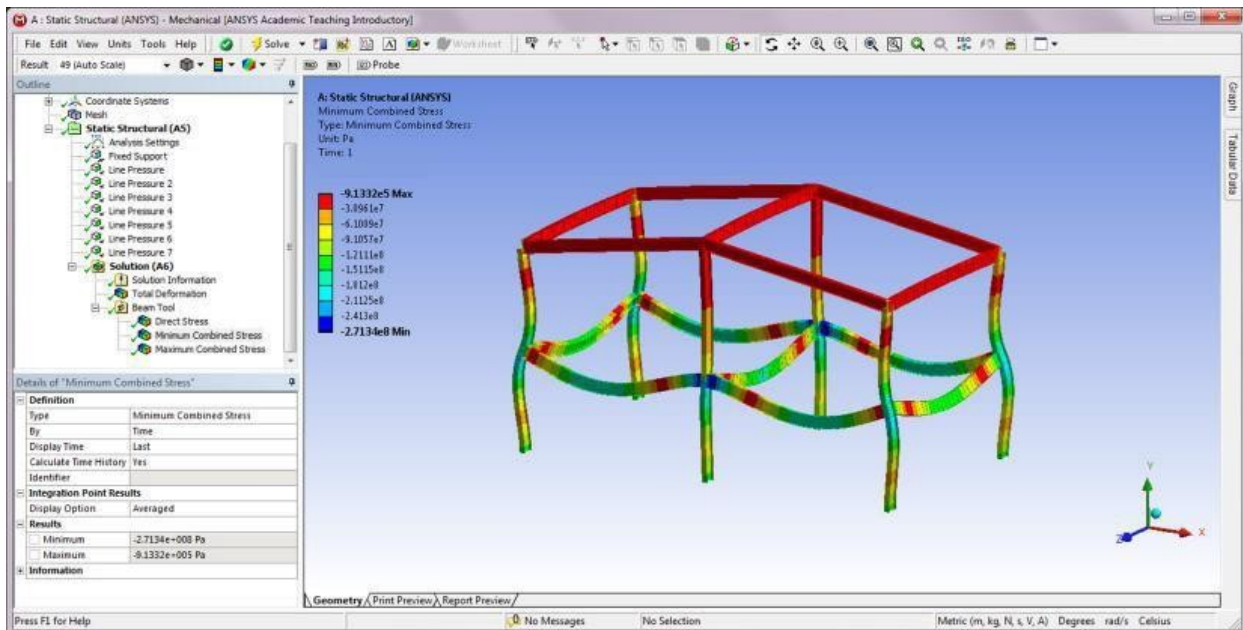 A : Static Structural (ANSYS) - Mechanical [ANSYS Academic Teaching Introductory]
File Edit View Units Tools Help Solve Worksheet
Result 49 (Auto Scale) Probe
Outline
Coordinate Systems
Mesh
Static Structural (A5)
Analysis Settings
Fixed Support
Line Pressure
Line Pressure 2
Line Pressure 3
Line Pressure 4
Line Pressure 5
Line Pressure 6
Line Pressure 7
Solution (A6)
Solution Information
Total Deformation
Beam Tool
Direct Stress
Minimum Combined Stress
Maximum Combined Stress
Details of "Minimum Combined Stress"
Definition
Type Minimum Combined Stress
By Time
Display Time Last
Calculate Time History Yes
Identifier
Integration Point Results
Display Option Averaged
Results
Minimum -2.7134e+008 Pa
Maximum -9.1332e+005 Pa
Information
A: Static Structural (ANSYS)
Minimum Combined Stress
Type: Minimum Combined Stress
Unit: Pa
Time: 1
-9.1332e5 Max
-9.1057e7
-1.2111e8
-1.5115e8
-1.812e8
-2.1125e8
-2.413e8
-2.7134e8 Min
Y
X
Z
Graph
Tabular Data
Geometry Print Preview Report Preview
Press F1 for Help
0 No Messages
No Selection
Metric (m, kg, N, s, V, A) Degrees rad/s Celsius